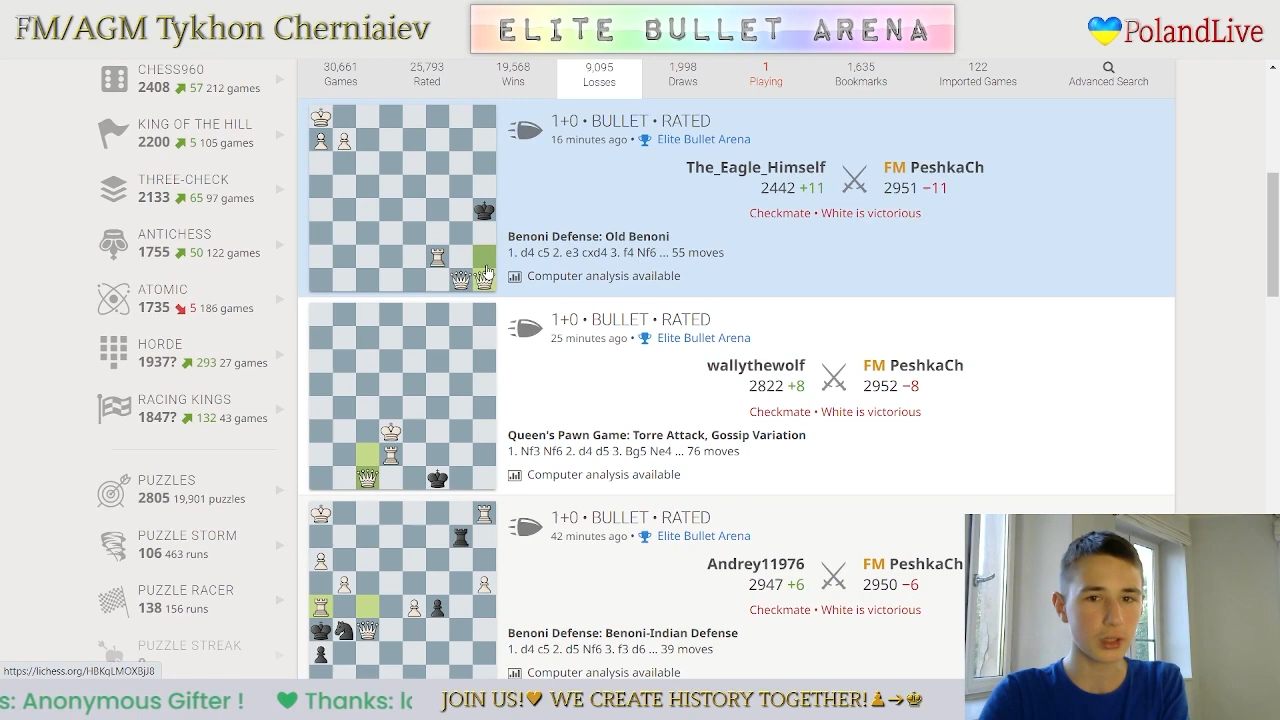 FM/AGM Tykhon Cherniaiev
ELITE BULLET ARENA
PolandLive
CHESS960
2408 57 212 games
KING OF THE HILL
2200 5 105 games
THREE-CHECK
2133 65 97 games
ANTICHESS
1755 50 122 games
ATOMIC
1735 5 186 games
HORDE
1937? 293 27 games
RACING KINGS
1847? 132 43 games
PUZZLES
2805 19,901 puzzles
PUZZLE STORM
106 463 runs
PUZZLE RACER
138 156 runs
PUZZLE STREAK
30,661 25,793 19,568 9,095 1,998 1 1,635 122
Games Rated Wins Losses Draws Playing Bookmarks Imported Games Advanced Search
1+0 • BULLET • RATED
16 minutes ago • Elite Bullet Arena
The_Eagle_Himself FM PeshkaCh
2442 +11 2951 −11
Checkmate • White is victorious
Benoni Defense: Old Benoni
1. d4 c5 2. e3 cxd4 3. f4 Nf6 ... 55 moves
Computer analysis available
1+0 • BULLET • RATED
25 minutes ago • Elite Bullet Arena
wallythewolf FM PeshkaCh
2822 +8 2952 −8
Checkmate • White is victorious
Queen's Pawn Game: Torre Attack, Gossip Variation
1. Nf3 Nf6 2. d4 d5 3. Bg5 Ne4 ... 76 moves
Computer analysis available
1+0 • BULLET • RATED
42 minutes ago • Elite Bullet Arena
Andrey11976 FM PeshkaCh
2947 +6 2950 −6
Checkmate • White is victorious
Benoni Defense: Benoni-Indian Defense
1. d4 c5 2. d5 Nf6 3. f3 d6 ... 39 moves
Computer analysis available
s: Anonymous Gifter ! Thanks:
JOIN US! WE CREATE HISTORY TOGETHER!